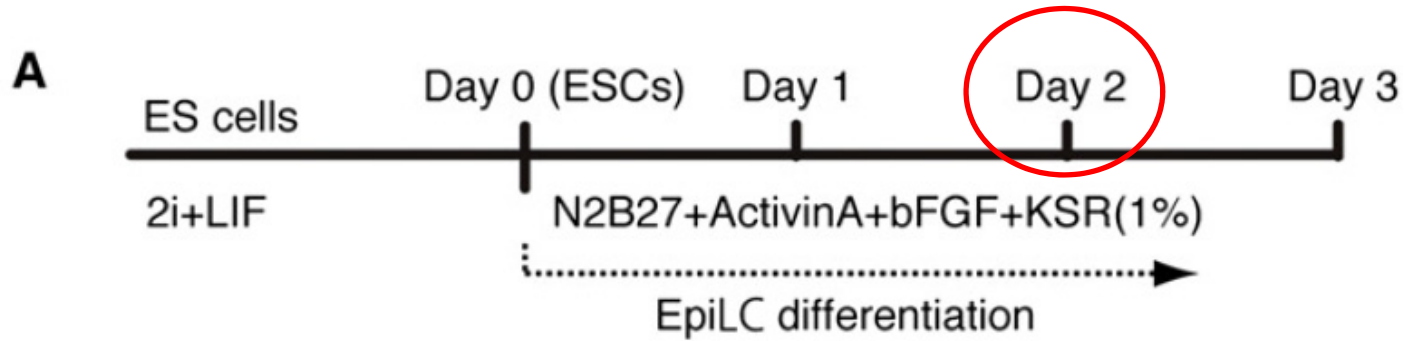 A
Day 0 (ESCs) Day 1 Day 2 Day 3
ES cells
2i+LIF
N2B27+ActivinA+bFGF+KSR(1%)
EpiLC differentiation